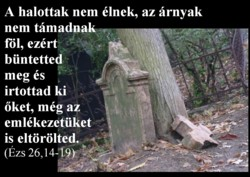 A halottak nem élnek, az árnyak
nem támadnak
föl, ezért
büntetted
meg és
irtottad ki
őket, még az
emlékezetüket
is eltörölted.
(Ézs 26,14-19)